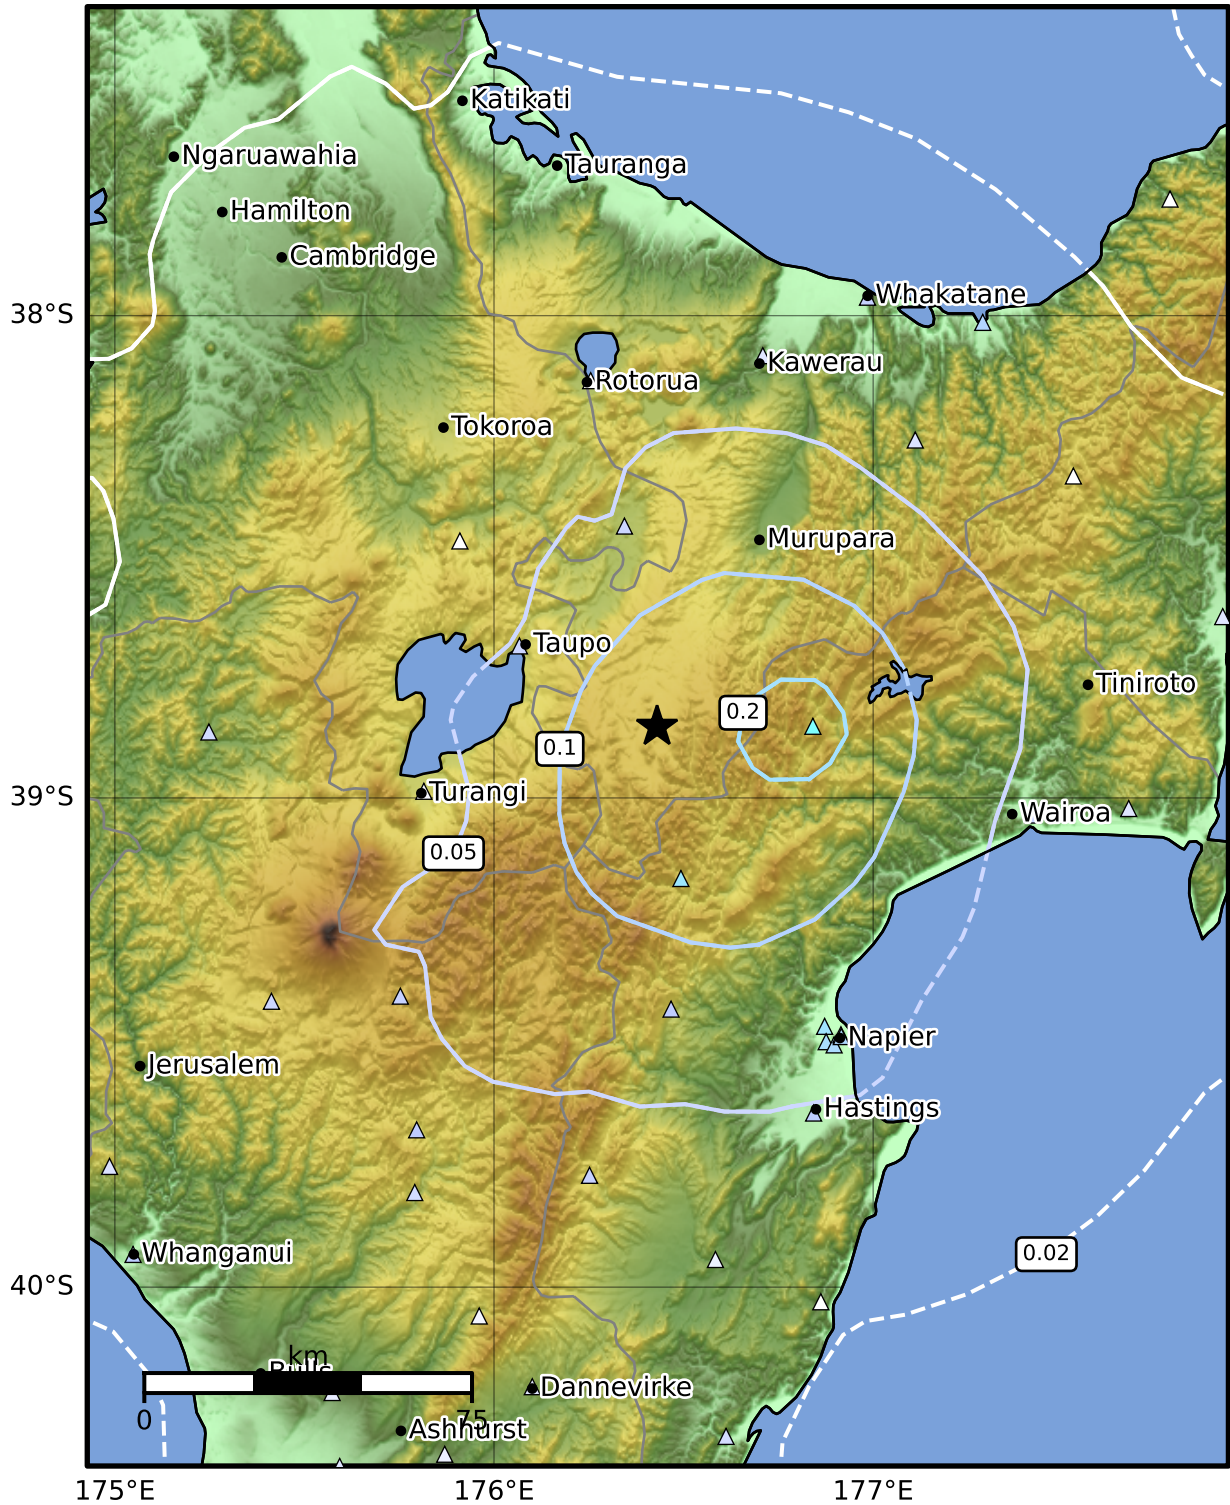 Katikati
Ngaruawahia
Tauranga
Hamilton
Cambridge
Whakatane
38°S
Kawerau
Rotorua
Tokoroa
Murupara
Taupo
Tiniroto
0.2
0.1
Turangi
Wairoa
0.05
Napier
Jerusalem
Hastings
Whanganui
0.02
40°S
39°S
km
Bulls
Dannevirke
0
75
Ashhurst
175°E
176°E
177°E